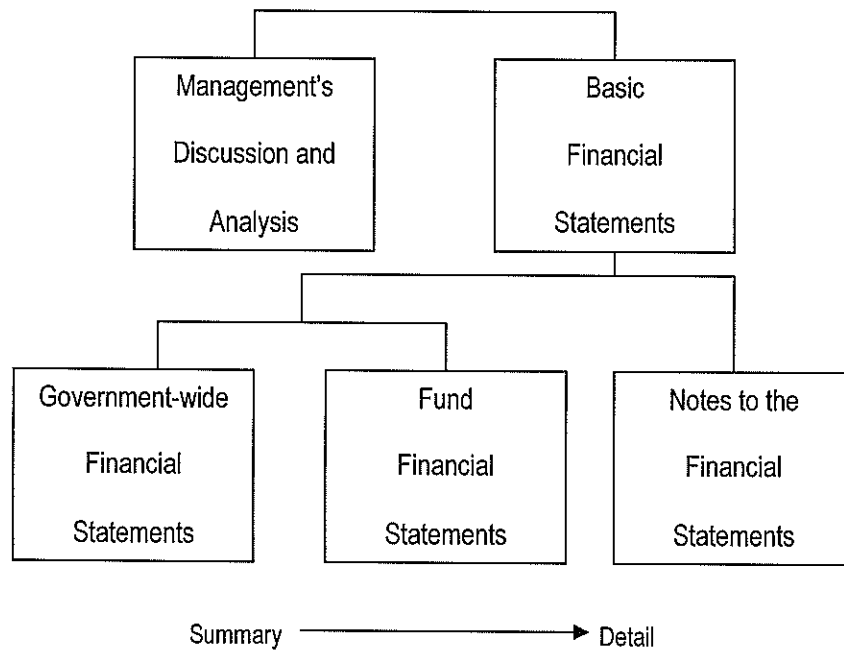 Management's
Discussion and
Analysis
Basic
Financial
Statements
Government-wide
Financial
Statements
Fund
Financial
Statements
Notes to the
Financial
Statements
Summary
Detail